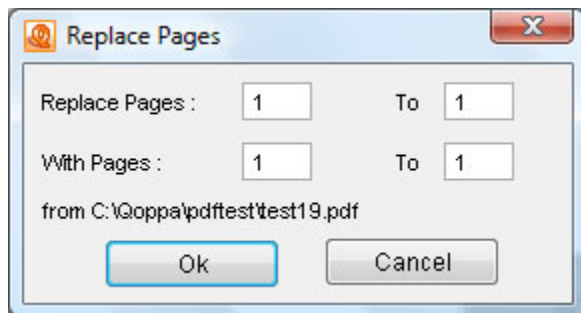 Replace Pages
Replace Pages : 1 To 1
With Pages : 1 To 1
from C:\Qoppa\pdftest\test19.pdf
Ok Cancel